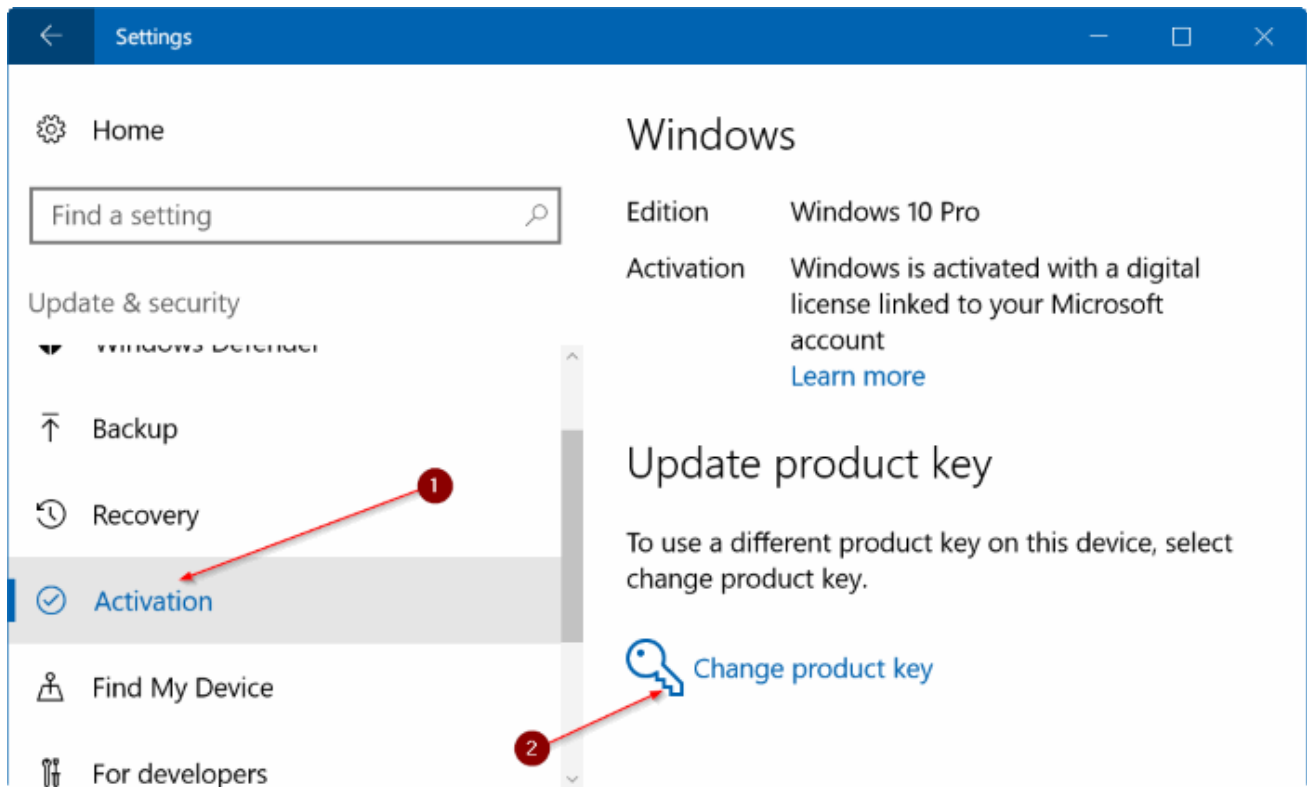 Settings
Home
Find a setting
Update & security
Windows Defender
Backup
Recovery
1
Activation
Find My Device
For developers
Windows
Edition Windows 10 Pro
Activation Windows is activated with a digital
license linked to your Microsoft
account
Learn more
Update product key
To use a different product key on this device, select
change product key.
Change product key
2